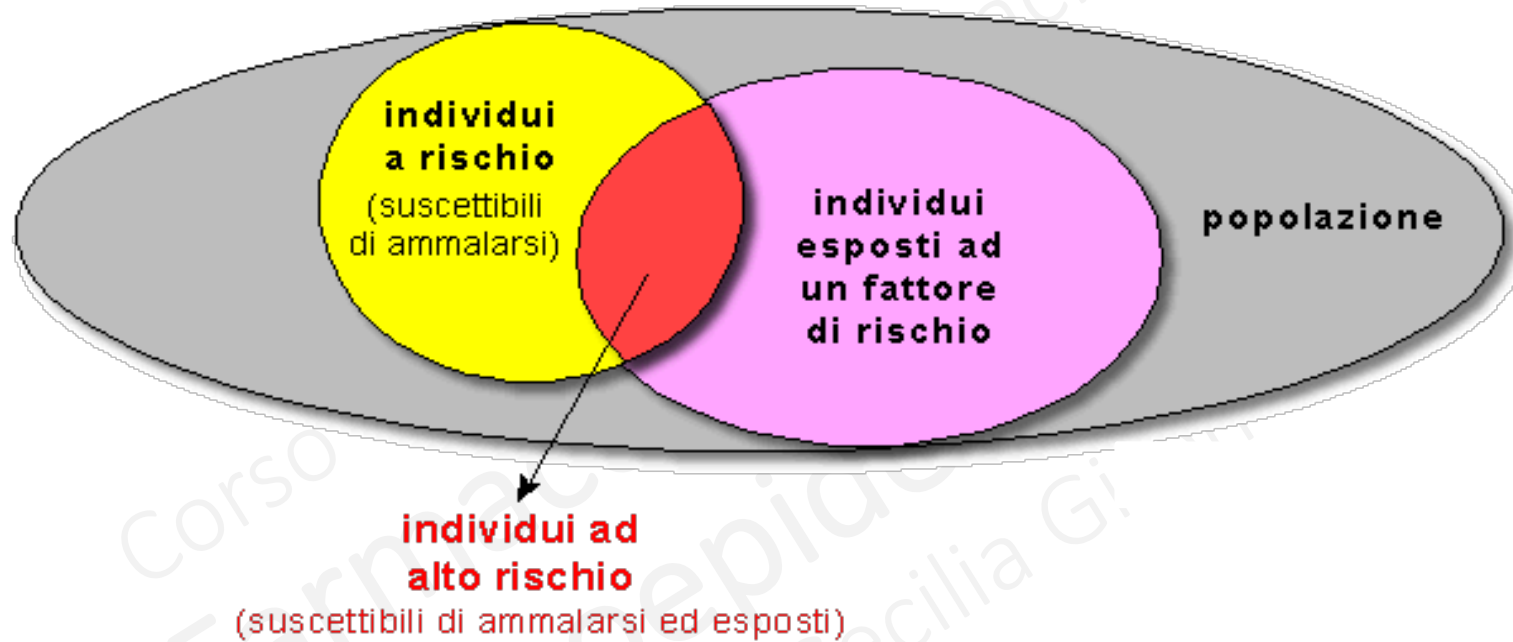 individui
a rischio
(suscettibili
di ammalarsi)
individui
esposti ad
un fattore
di rischio
popolazione
individui ad
alto rischio
(suscettibili di ammalarsi ed esposti)
Corso